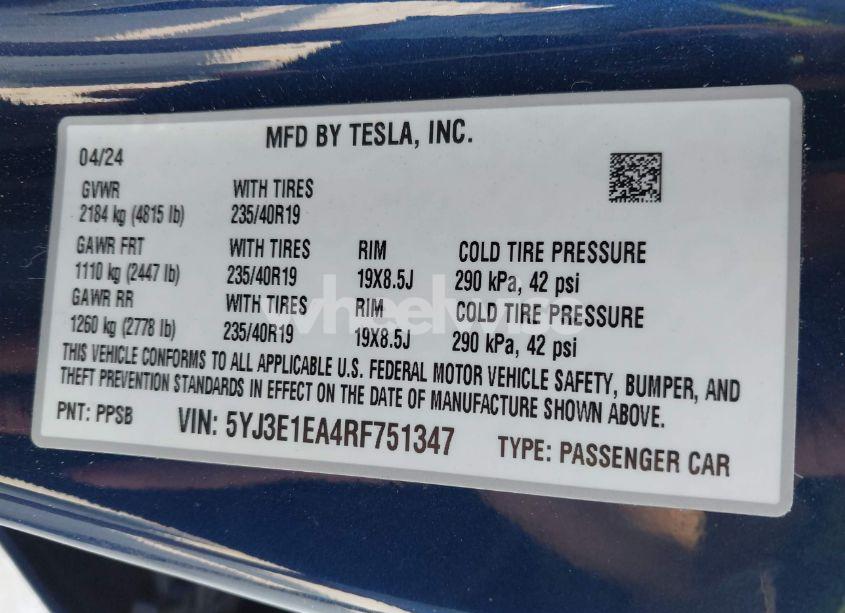 MFD BY TESLA, INC.
04/24
GVWR WITH TIRES
2184 kg (4815 lb) 235/40R19
GAWR FRT WITH TIRES RIM COLD TIRE PRESSURE
1110 kg (2447 lb) 235/40R19 19X8.5J 290 kPa, 42 psi
GAWR RR WITH TIRES RIM COLD TIRE PRESSURE
1260 kg (2778 lb) 235/40R19 19X8.5J 290 kPa, 42 psi
THIS VEHICLE CONFORMS TO ALL APPLICABLE U.S. FEDERAL MOTOR VEHICLE SAFETY, BUMPER, AND
THEFT PREVENTION STANDARDS IN EFFECT ON THE DATE OF MANUFACTURE SHOWN ABOVE.
PNT: PPSB VIN: 5YJ3E1EA4RF751347 TYPE: PASSENGER CAR
wheelwise